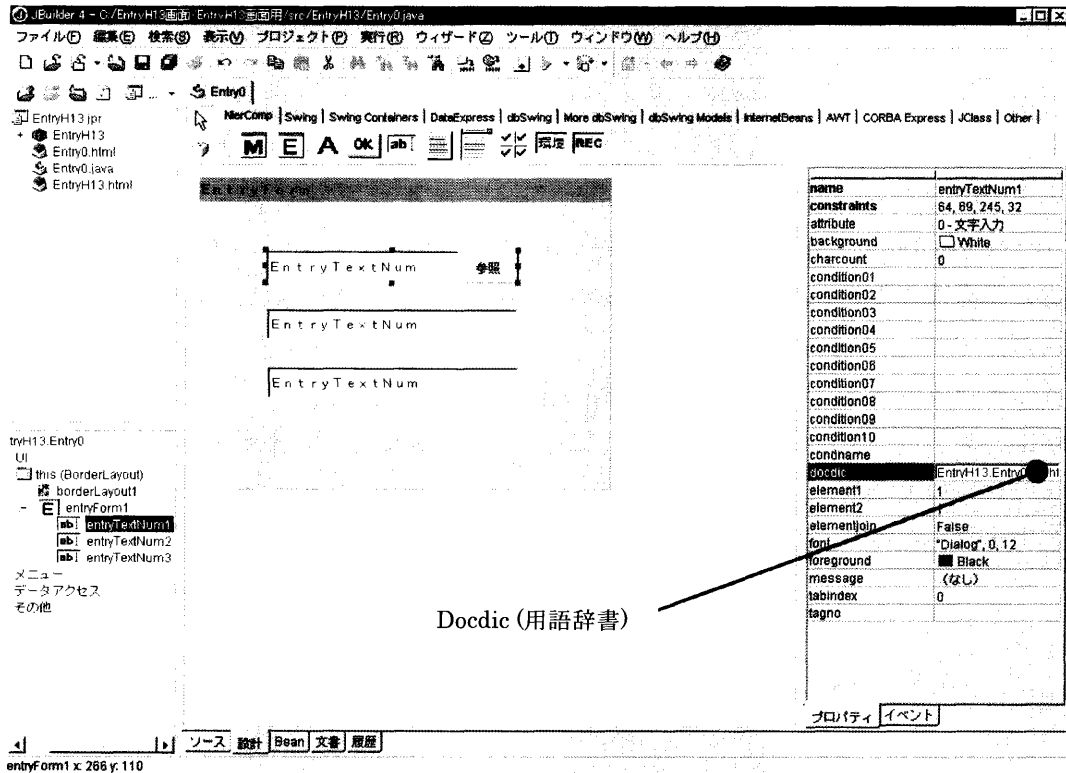 JBuilder 4 - C:/EntryH13画面/EntryH13画面用/src/EntryH13/Entry0.java
ファイル(F) 編集(E) 検索(S) 表示(V) プロジェクト(P) 実行(R) ウィザード(Z) ツール(T) ウィンドウ(W) ヘルプ(H)
Entry0
EntryH13.jpr
EntryH13
Entry0.html
Entry0.java
EntryH13.html
NierComp Swing Swing Containers DataExpress dbSwing More dbSwing dbSwing Models InternetBeans AWT CORBA Express JClass Other
M E A OK ab 環境 REC
EntryForm
EntryTextNum 参照
EntryTextNum
EntryTextNum
name entryTextNum1
constraints 64, 89, 245, 32
attribute 0 - 文字入力
background White
charcount 0
condition01
condition02
condition03
condition04
condition05
condition06
condition07
condition08
condition09
condition10
condname
docdic EntryH13.Entry0
element1 1
element2 1
elementjoin False
font "Dialog", 0, 12
foreground Black
message (なし)
tabindex 0
tagno
tryH13.Entry0
UI
this (BorderLayout)
borderLayout1
E entryForm1
ab entryTextNum1
ab entryTextNum2
ab entryTextNum3
メニュー
データアクセス
その他
Docdic (用語辞書)
プロパティ イベント
ソース 設計 Bean 文書 履歴
entryForm1 x: 266 y: 110